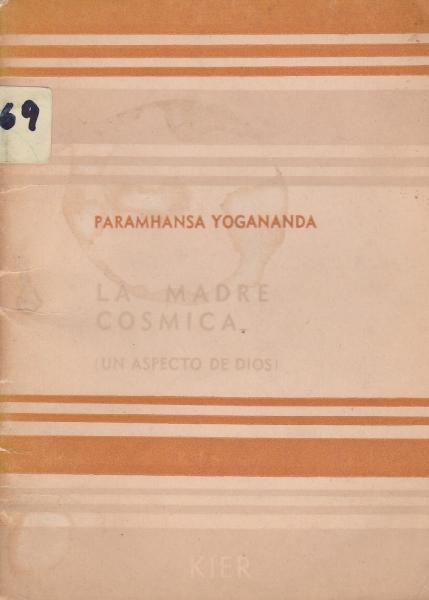 69
PARAMHANSA YOGANANDA
LA MADRE
COSMICA
(UN ASPECTO DE DIOS)
KIER